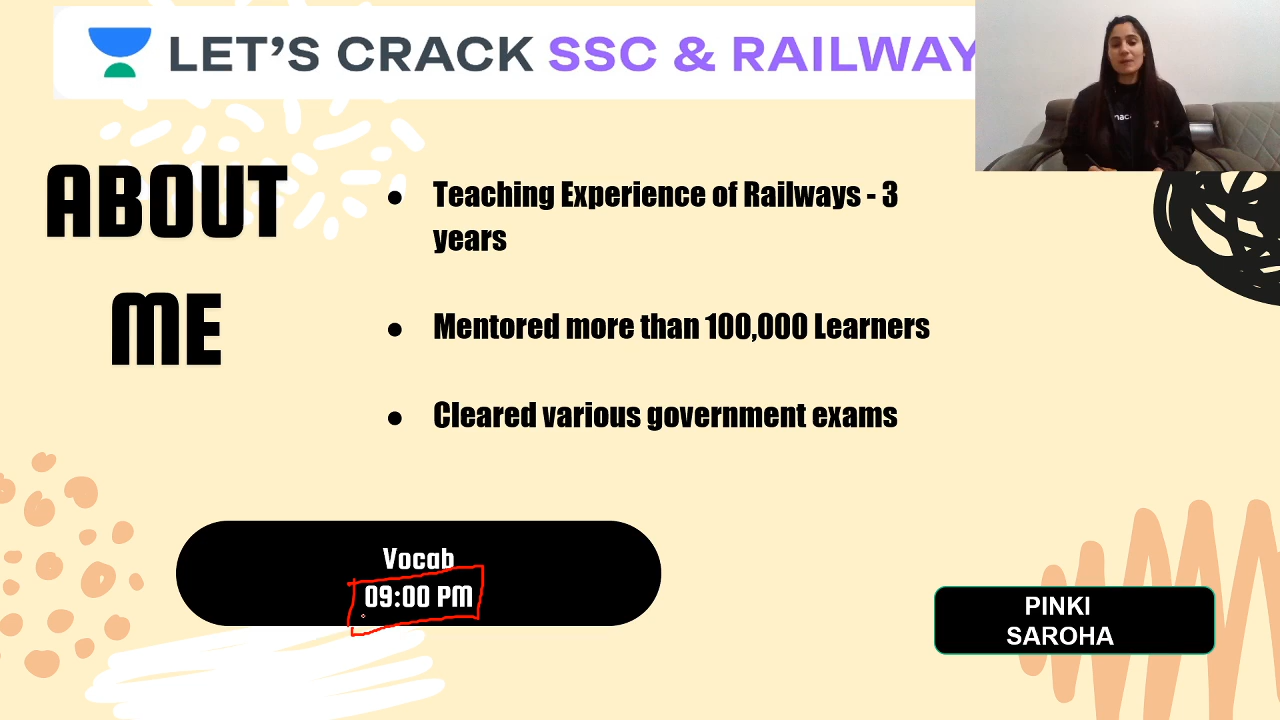 LET'S CRACK SSC & RAILWAY
ABOUT
ME
● Teaching Experience of Railways - 3
years
● Mentored more than 100,000 Learners
● Cleared various government exams
Vocab
09:00 PM
PINKI
SAROHA